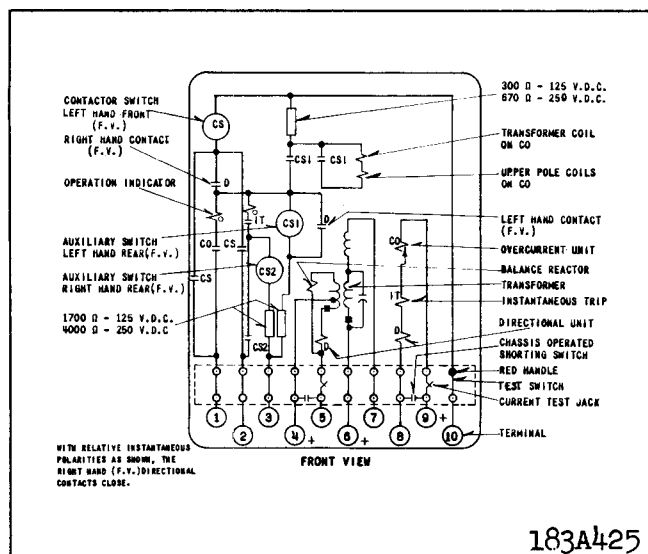 CONTACTOR SWITCH
LEFT HAND FRONT
(F.V.)
RIGHT HAND CONTACT
(F.V.)
OPERATION INDICATOR
AUXILIARY SWITCH
LEFT HAND REAR(F.V.)
AUXILIARY SWITCH
RIGHT HAND REAR(F.V.)
1700 Ω - 125 V.D.C.
4000 Ω - 250 V.D.C
CS
D
CO
CS
CS
IT
CS1
CS1
CS1
CS2
CS2
D
D
CO
IT
D
300 Ω - 125 V.D.C.
670 Ω - 250 V.D.C.
TRANSFORMER COIL
ON CO
UPPER POLE COILS
ON CO
LEFT HAND CONTACT
(F.V.)
OVERCURRENT UNIT
BALANCE REACTOR
TRANSFORMER
INSTANTANEOUS TRIP
DIRECTIONAL UNIT
CHASSIS OPERATED
SHORTING SWITCH
RED HANDLE
TEST SWITCH
CURRENT TEST JACK
TERMINAL
1 2 3 4 + 5 6 + 7 8 9 + 10
FRONT VIEW
WITH RELATIVE INSTANTANEOUS
POLARITIES AS SHOWN, THE
RIGHT HAND (F.V.)DIRECTIONAL
CONTACTS CLOSE.
183A425